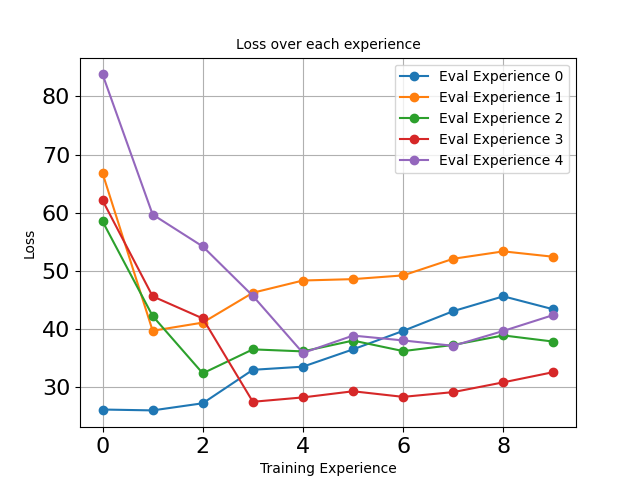 Loss over each experience
Eval Experience 0
Eval Experience 1
Eval Experience 2
Eval Experience 3
Eval Experience 4
Loss
80
70
60
50
40
30
0 2 4 6 8
Training Experience